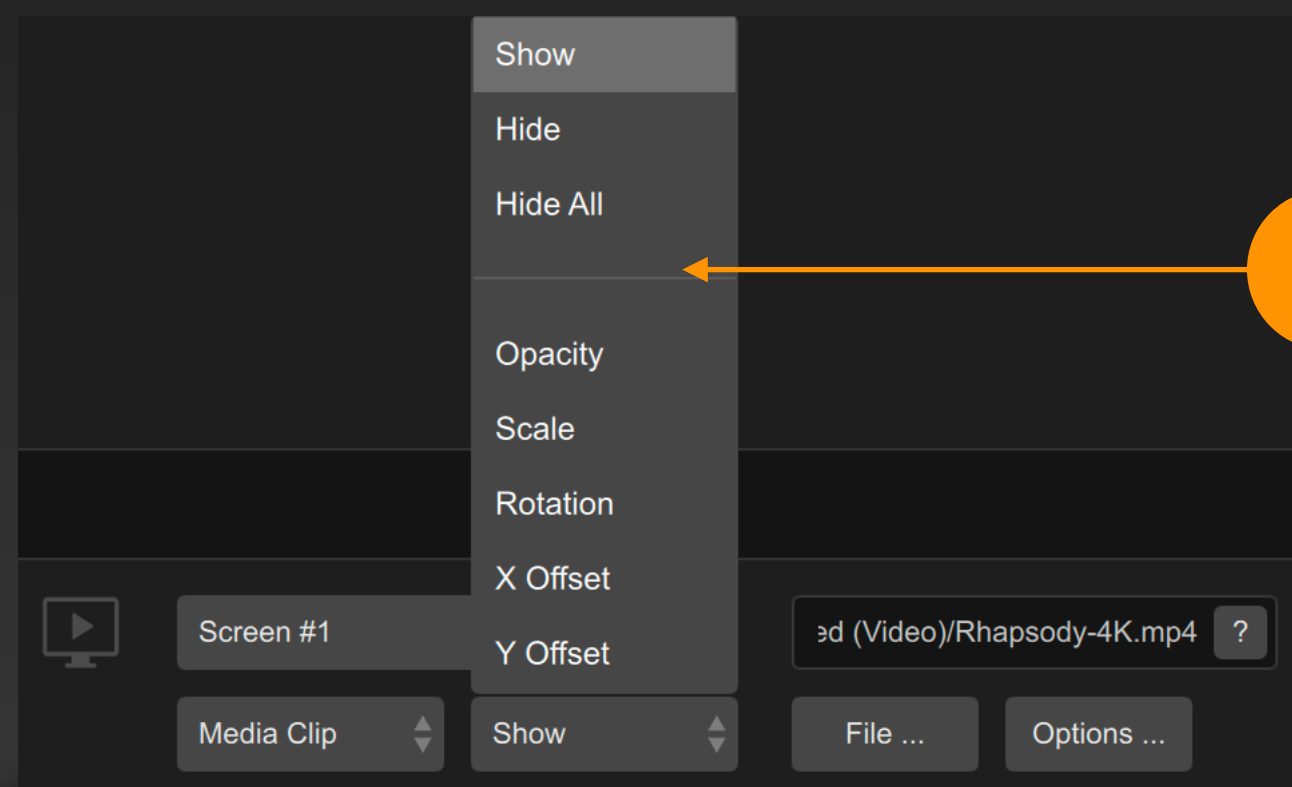 Show
Hide
Hide All
Opacity
Scale
Rotation
X Offset
Y Offset
Screen #1
(Video)/Rhapsody-4K.mp4 ?
Media Clip
Show
File ...
Options ...